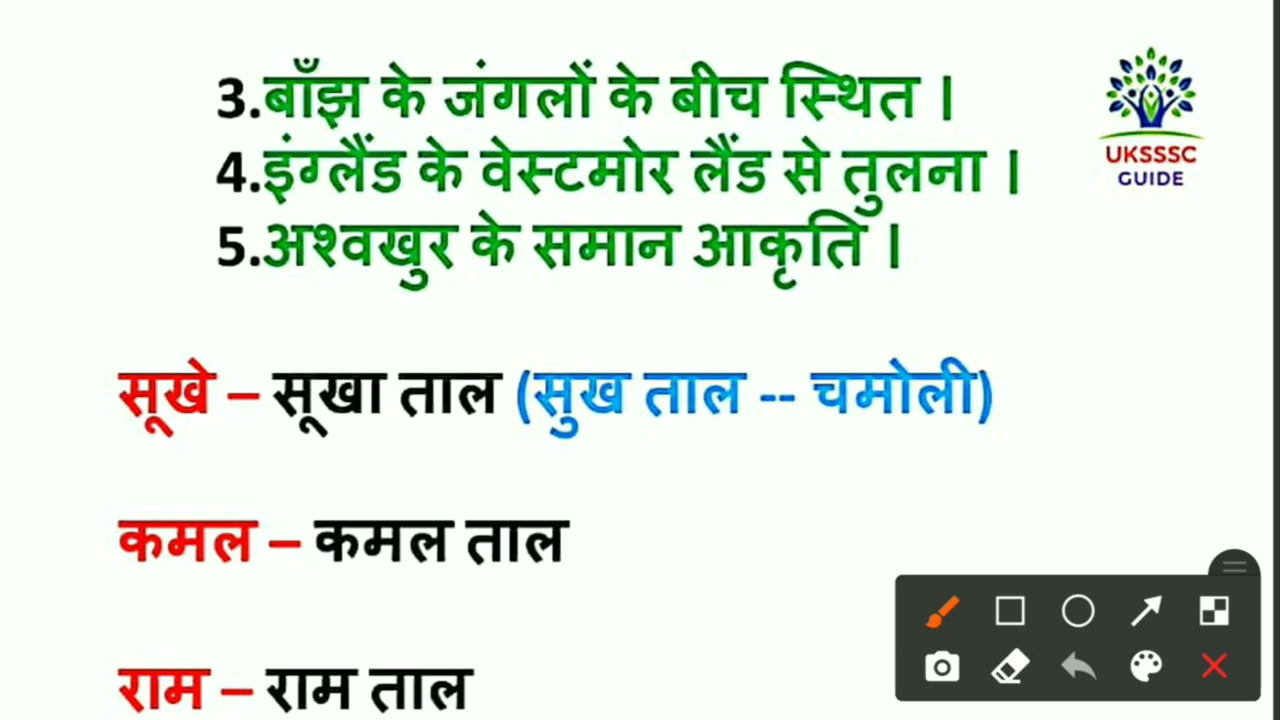 3.बाँझ के जंगलों के बीच स्थित ।
4.इंग्लैंड के वेस्टमोर लैंड से तुलना ।
5.अश्वखुर के समान आकृति ।
UKSSSC
GUIDE
सूखे – सूखा ताल (सुख ताल -- चमोली)
कमल – कमल ताल
राम – राम ताल